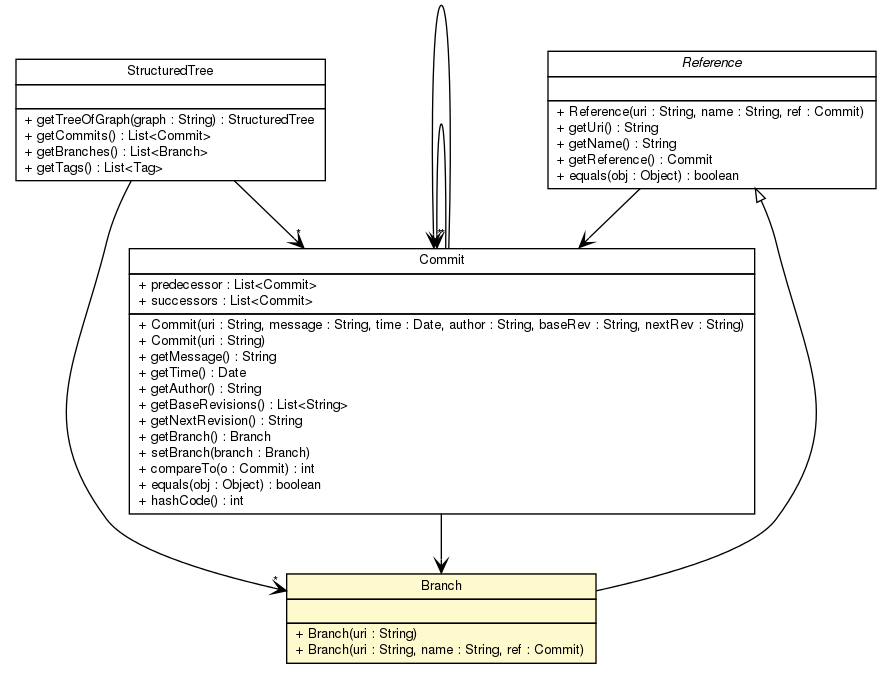 StructuredTree
+ getTreeOfGraph(graph : String) : StructuredTree
+ getCommits() : List<Commit>
+ getBranches() : List<Branch>
+ getTags() : List<Tag>
Reference
+ Reference(uri : String, name : String, ref : Commit)
+ getUri() : String
+ getName() : String
+ getReference() : Commit
+ equals(obj : Object) : boolean
*
**
Commit
+ predecessor : List<Commit>
+ successors : List<Commit>
+ Commit(uri : String, message : String, time : Date, author : String, baseRev : String, nextRev : String)
+ Commit(uri : String)
+ getMessage() : String
+ getTime() : Date
+ getAuthor() : String
+ getBaseRevisions() : List<String>
+ getNextRevision() : String
+ getBranch() : Branch
+ setBranch(branch : Branch)
+ compareTo(o : Commit) : int
+ equals(obj : Object) : boolean
+ hashCode() : int
*
Branch
+ Branch(uri : String)
+ Branch(uri : String, name : String, ref : Commit)